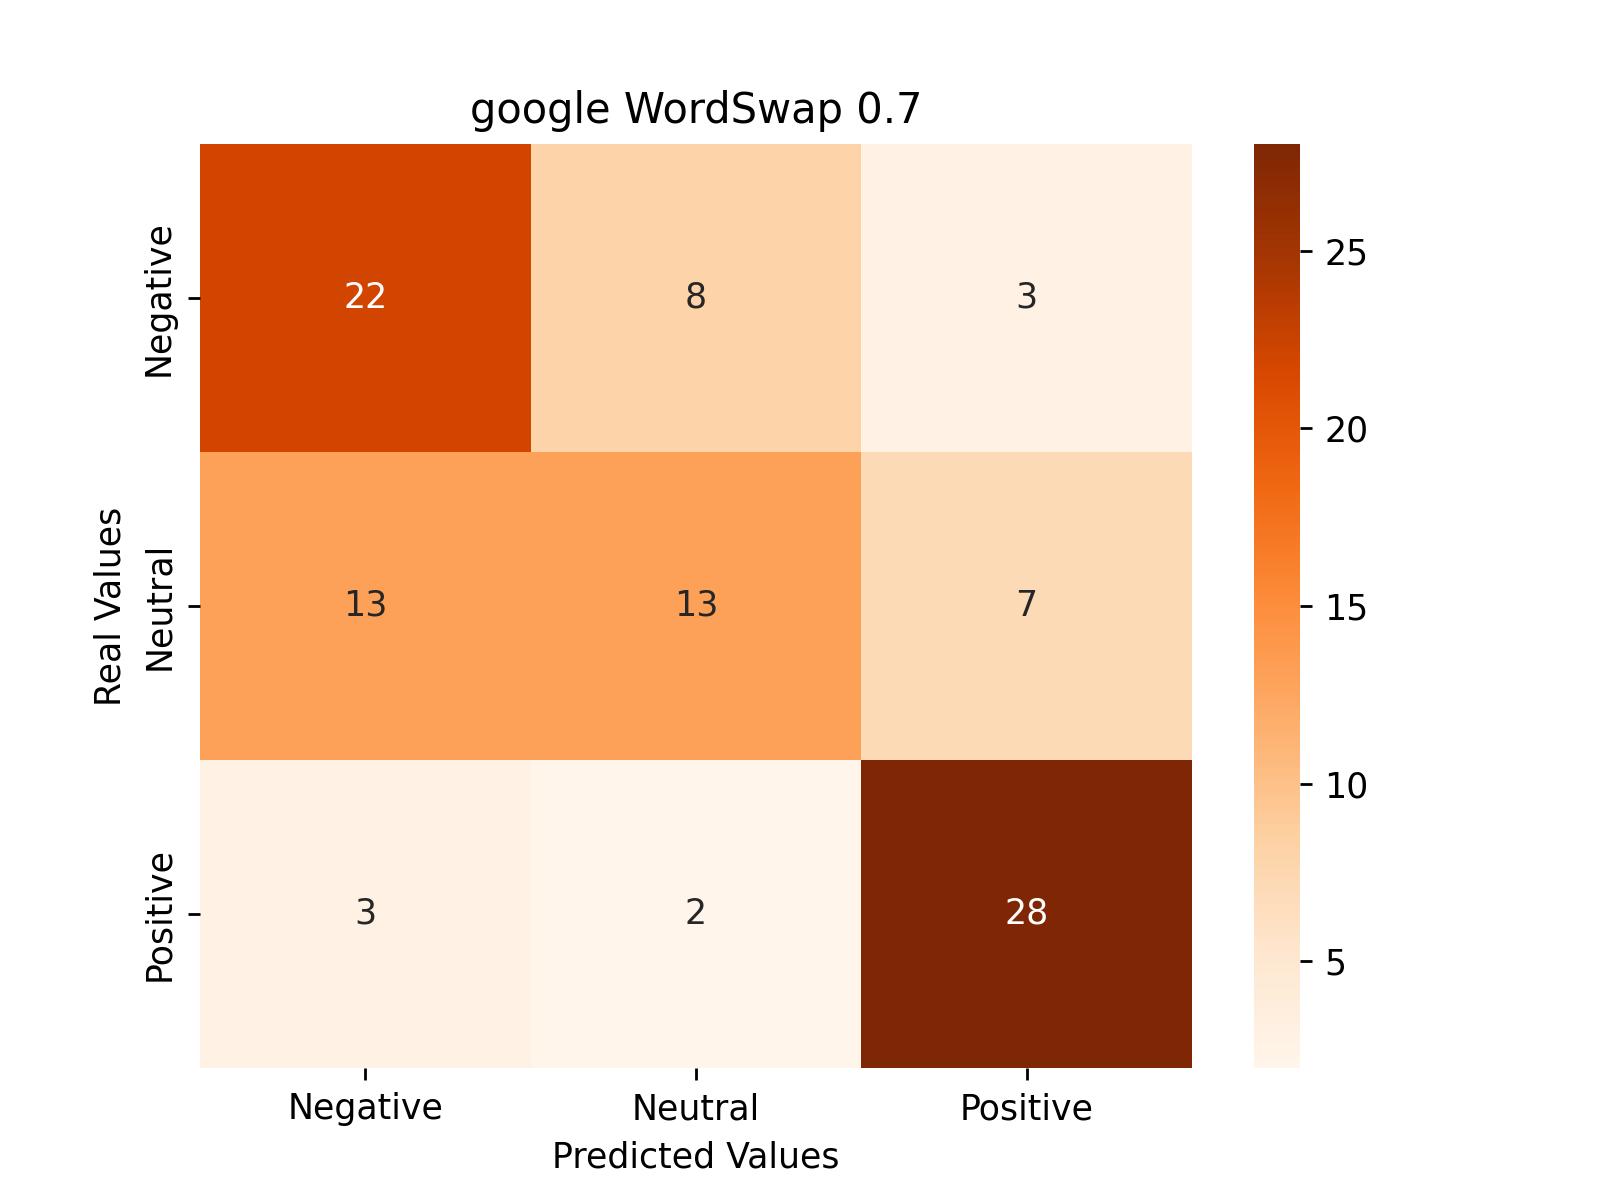 google WordSwap 0.7
Real Values
Negative
22
8
3
Neutral
13
13
7
Positive
3
2
28
Negative
Neutral
Positive
Predicted Values
25
20
15
10
5